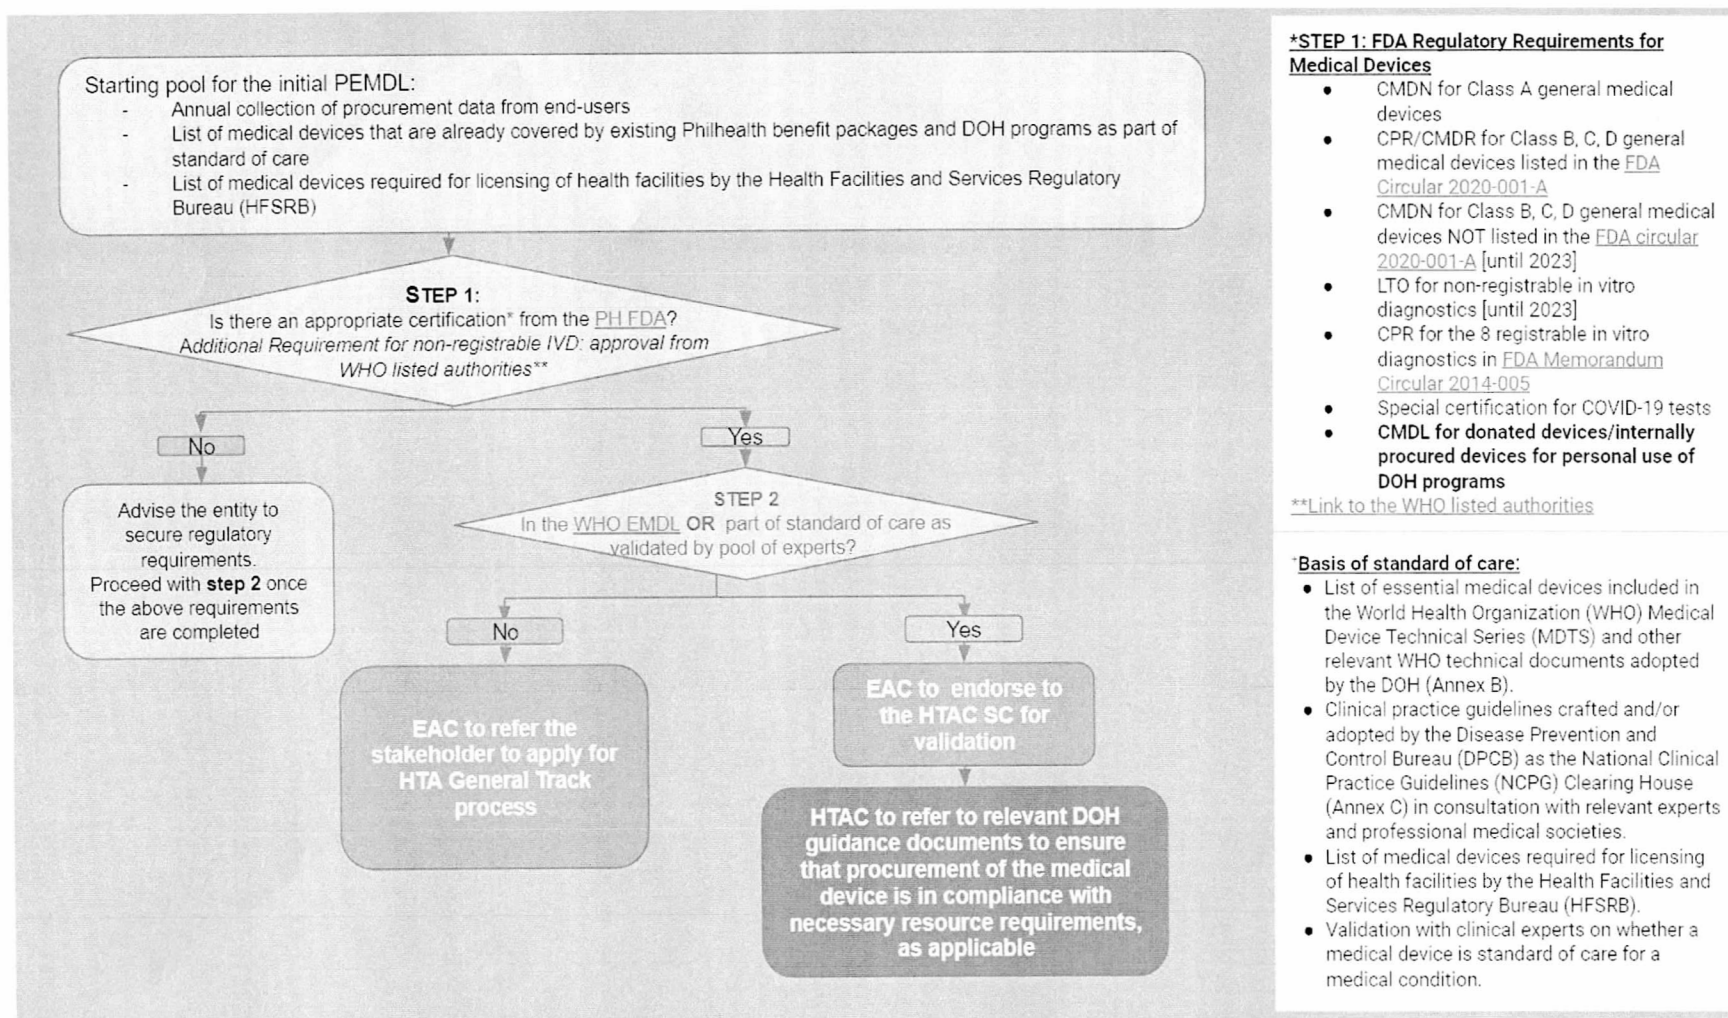 Starting pool for the initial PEMDL:
- Annual collection of procurement data from end-users
- List of medical devices that are already covered by existing Philhealth benefit packages and DOH programs as part of
standard of care
- List of medical devices required for licensing of health facilities by the Health Facilities and Services Regulatory
Bureau (HFSRB)
STEP 1:
Is there an appropriate certification* from the PH FDA?
Additional Requirement for non-registrable IVD: approval from
WHO listed authorities**
No
Yes
Advise the entity to
secure regulatory
requirements.
Proceed with step 2 once
the above requirements
are completed
STEP 2
In the WHO EMDL OR part of standard of care as
validated by pool of experts?
No
Yes
EAC to refer the
stakeholder to apply for
HTA General Track
process
EAC to endorse to
the HTAC SC for
validation
HTAC to refer to relevant DOH
guidance documents to ensure
that procurement of the medical
device is in compliance with
necessary resource requirements,
as applicable
*STEP 1: FDA Regulatory Requirements for
Medical Devices
● CMDN for Class A general medical
devices
● CPR/CMDR for Class B, C, D general
medical devices listed in the FDA
Circular 2020-001-A
● CMDN for Class B, C, D general medical
devices NOT listed in the FDA circular
2020-001-A [until 2023]
● LTO for non-registrable in vitro
diagnostics [until 2023]
● CPR for the 8 registrable in vitro
diagnostics in FDA Memorandum
Circular 2014-005
● Special certification for COVID-19 tests
● CMDL for donated devices/internally
procured devices for personal use of
DOH programs
**Link to the WHO listed authorities
*Basis of standard of care:
● List of essential medical devices included in
the World Health Organization (WHO) Medical
Device Technical Series (MDTS) and other
relevant WHO technical documents adopted
by the DOH (Annex B).
● Clinical practice guidelines crafted and/or
adopted by the Disease Prevention and
Control Bureau (DPCB) as the National Clinical
Practice Guidelines (NCPG) Clearing House
(Annex C) in consultation with relevant experts
and professional medical societies.
● List of medical devices required for licensing
of health facilities by the Health Facilities and
Services Regulatory Bureau (HFSRB).
● Validation with clinical experts on whether a
medical device is standard of care for a
medical condition.